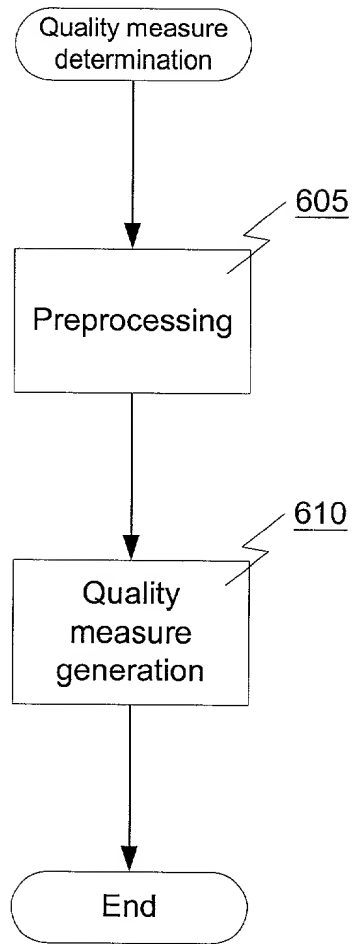 Quality measure
determination
605
Preprocessing
610
Quality
measure
generation
End